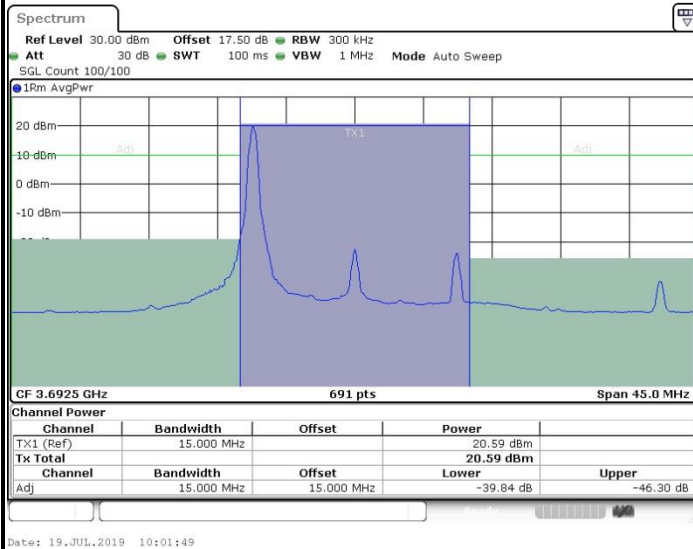 Spectrum
Ref Level 30.00 dBm Offset 17.50 dB RBW 300 kHz
Att 30 dB SWT 100 ms VBW 1 MHz Mode Auto Sweep
SGL Count 100/100
1Rm AvgPwr
20 dBm
TX1
Adj Adj
10 dBm
0 dBm
-10 dBm
CF 3.6925 GHz 691 pts Span 45.0 MHz
Channel Power
Channel Bandwidth Offset Power
TX1 (Ref) 15.000 MHz 20.59 dBm
Tx Total 20.59 dBm
Channel Bandwidth Offset Lower Upper
Adj 15.000 MHz 15.000 MHz -39.84 dB -46.30 dB
Ready
Date: 19.JUL.2019 10:01:49